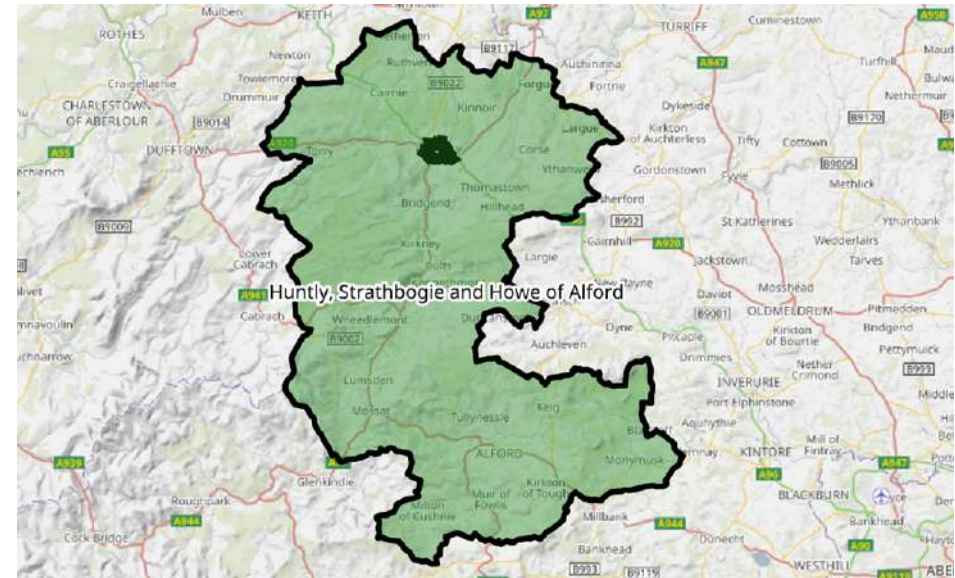 Mulben
KEITH
A97
TURRIFF
Cuminestown
A950
ROTHES
B9117
Newton
Ruthven
Aushininna
A947
Turfhill
Maud
Craigellachie
Towiemore
B9022
Forgue
Fortrie
Drummuir
Cairnie
Kinnoir
Nethermuir
CHARLESTOWN
OF ABERLOUR
B9014
Dykeside
B9170
Largue
Kirkton
of Auchterless
Tifty
Cottown
A95
DUFFTOWN
A920
Torry
Corse
B9005
Gordonstown
Fyvie
Methlick
Thomastown
Bridgend
Hillhead
B9009
B992
St Katherines
Ythanbank
Kirkney
Cairnhill
A920
Wedderlairs
Lower
Cabrach
Largie
Jackstown
Tarves
Huntly, Strathbogie and Howe of Alford
A941
Daviot
Mosshead
Cabrach
Wheedlemont
B9001
OLDMELDRUM
Pitmedden
B9002
Oyne
Pitcaple
Kirkton
of Bourtie
Bridgend
Auchleven
Drimmies
Pettymuick
Nether
Crimond
B999
Lumsden
INVERURIE
Mossat
Keig
Port Elphinstone
Middle
Tullynessle
Aquhythie
ALFORD
Monymusk
KINTORE
Mill of
Fintray
A939
A947
Glenkindie
Kirkton
of Tough
A96
Roughpark
Muir of
Fowlis
BLACKBURN
Milton
of Cushnie
A944
Millbank
A944
Bankhead
Cock Bridge
Dunecht
A90
Bankhead
WESTHILL
B993
B9119